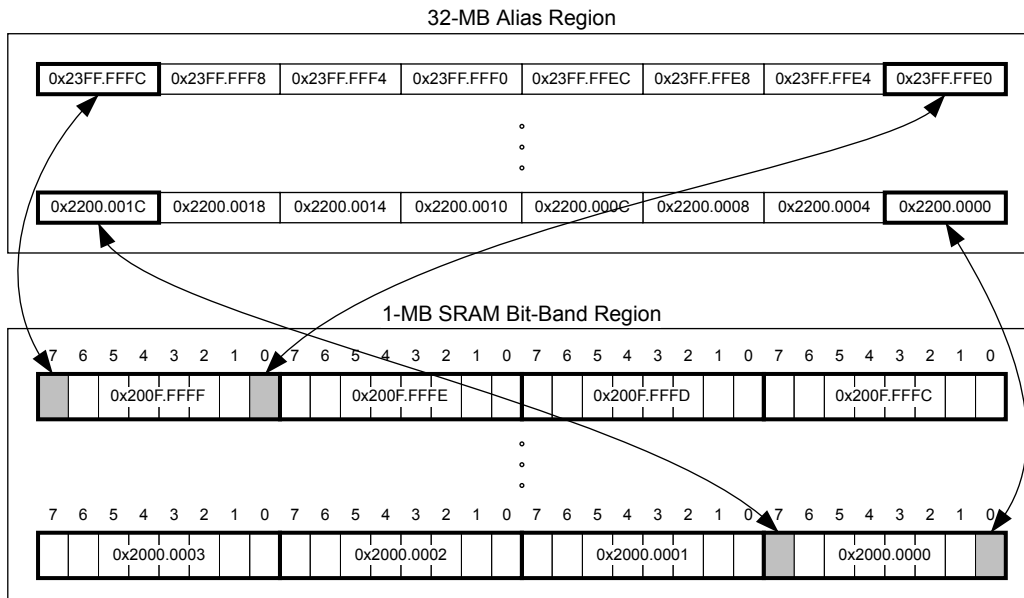 32-MB Alias Region
0x23FF.FFFC 0x23FF.FFF8 0x23FF.FFF4 0x23FF.FFF0 0x23FF.FFEC 0x23FF.FFE8 0x23FF.FFE4 0x23FF.FFE0
0x2200.001C 0x2200.0018 0x2200.0014 0x2200.0010 0x2200.000C 0x2200.0008 0x2200.0004 0x2200.0000
1-MB SRAM Bit-Band Region
7 6 5 4 3 2 1 0 7 6 5 4 3 2 1 0 7 6 5 4 3 2 1 0 7 6 5 4 3 2 1 0
0x200F.FFFF 0x200F.FFFE 0x200F.FFFD 0x200F.FFFC
7 6 5 4 3 2 1 0 7 6 5 4 3 2 1 0 7 6 5 4 3 2 1 0 7 6 5 4 3 2 1 0
0x2000.0003 0x2000.0002 0x2000.0001 0x2000.0000